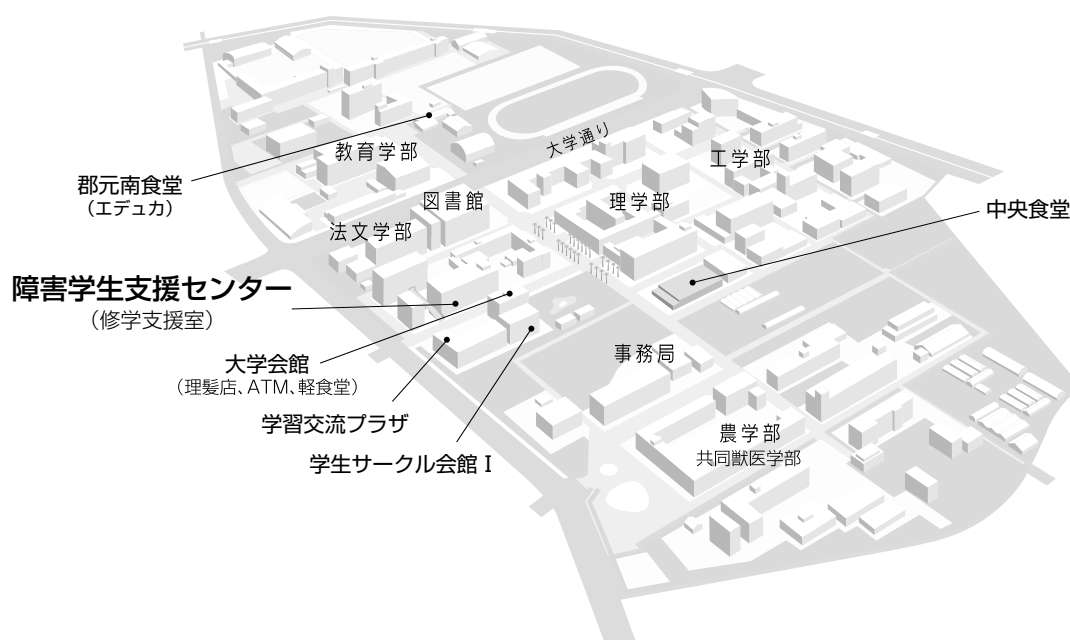 大学通り
教育学部
工学部
郡元南食堂
（エデュカ）
図書館
理学部
中央食堂
法文学部
障害学生支援センター
（修学支援室）
大学会館
（理髪店、ATM、軽食堂）
事務局
学習交流プラザ
農学部
共同獣医学部
学生サークル会館 I